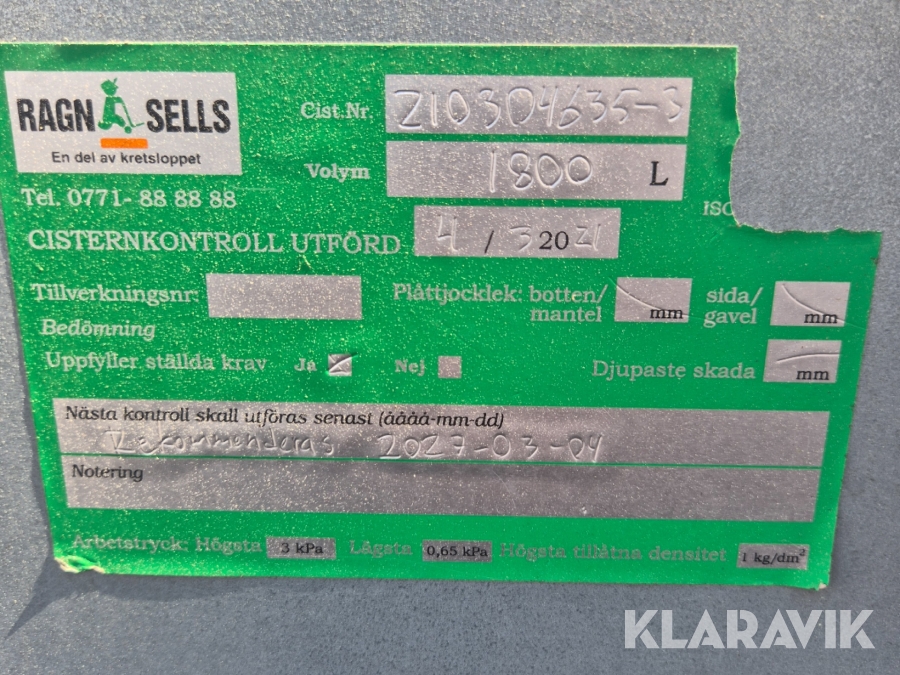 RAGN SELLS
En del av kretsloppet
Tel. 0771- 88 88 88
Cist.Nr. 210304635-3
Volym 1800 L
ISO
CISTERNKONTROLL UTFÖRD 4 / 3 2021
Tillverkningsnr:
Plåttjocklek: botten/mantel mm sida/gavel mm
Bedömning
Uppfyller ställda krav Ja Nej
Djupaste skada mm
Nästa kontroll skall utföras senast (åååå-mm-dd)
Rekommenderas 2027-03-04
Notering
Arbetstryck: Högsta 3 kPa Lägsta 0,65 kPa Högsta tillåtna densitet 1 kg/dm²
KLARAVIK